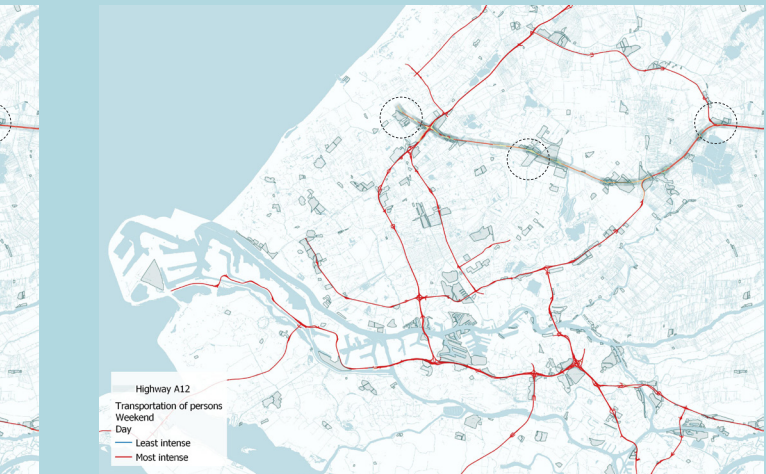 Highway A12
Transportation of persons
Weekend
Day
Least intense
Most intense